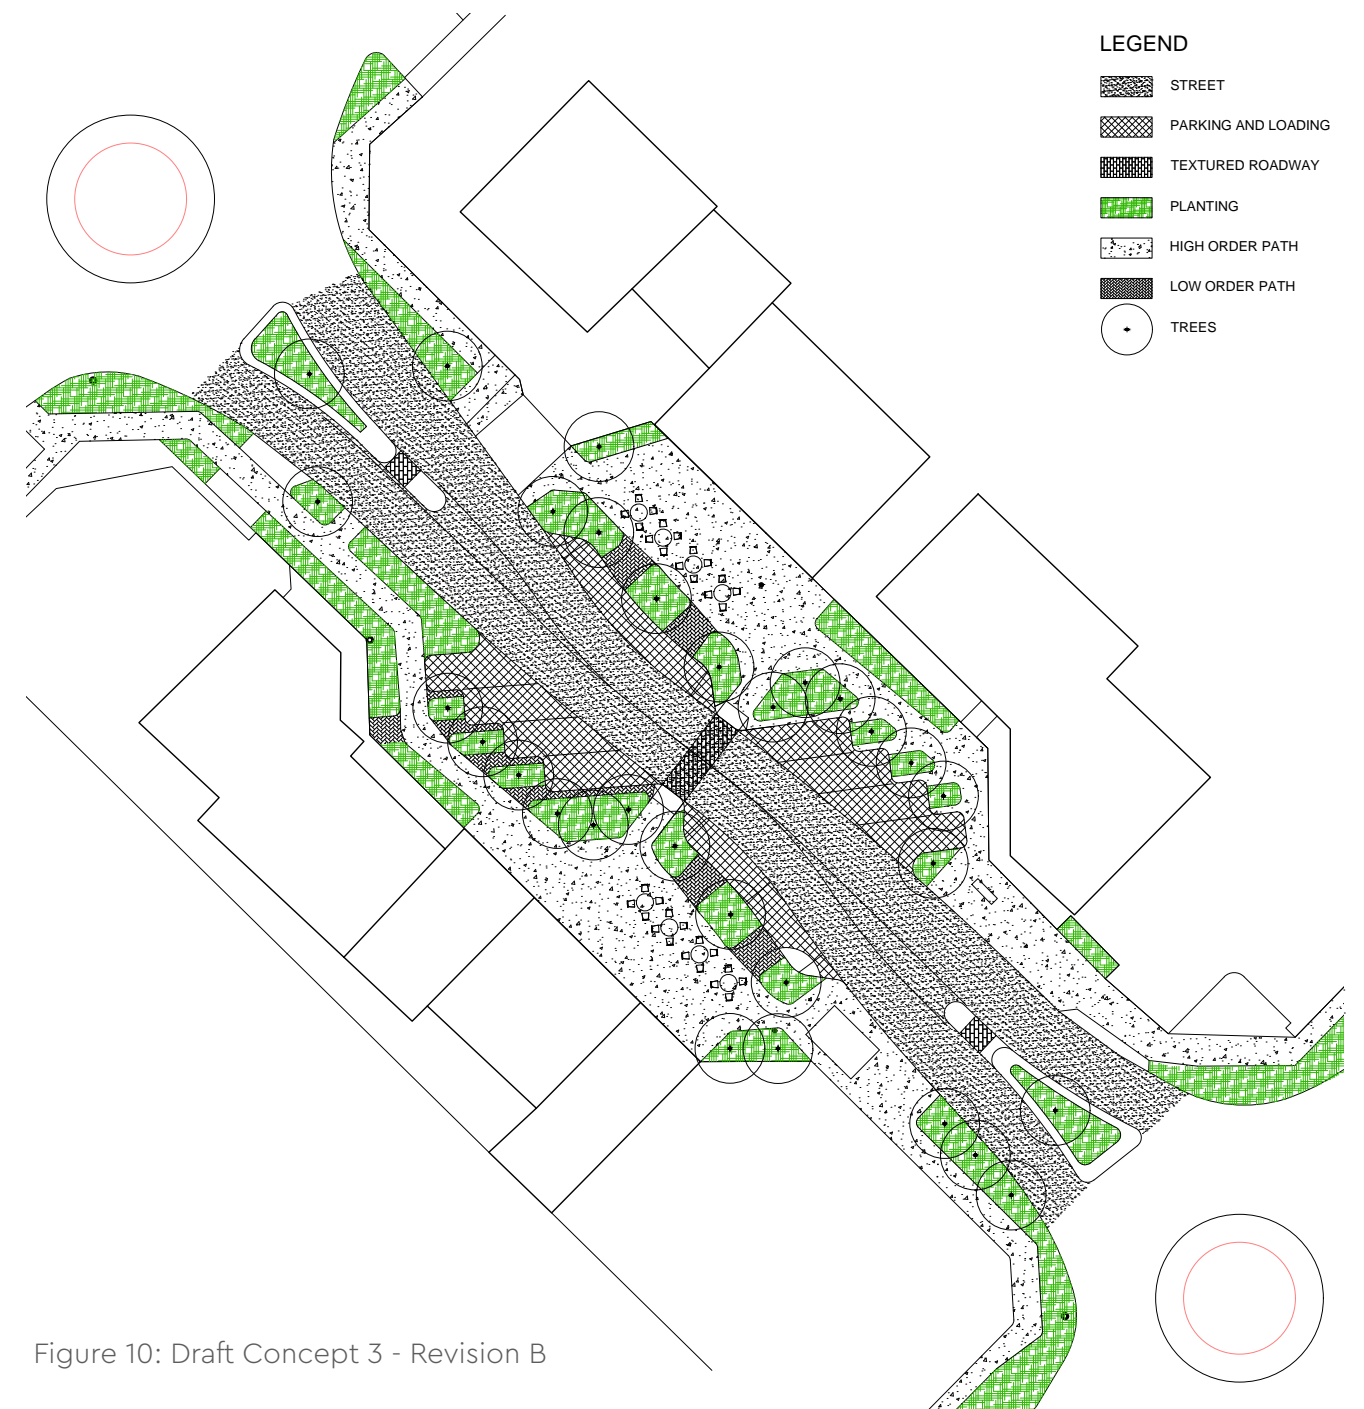 LEGEND
STREET
PARKING AND LOADING
TEXTURED ROADWAY
PLANTING
HIGH ORDER PATH
LOW ORDER PATH
TREES
Figure 10: Draft Concept 3 - Revision B